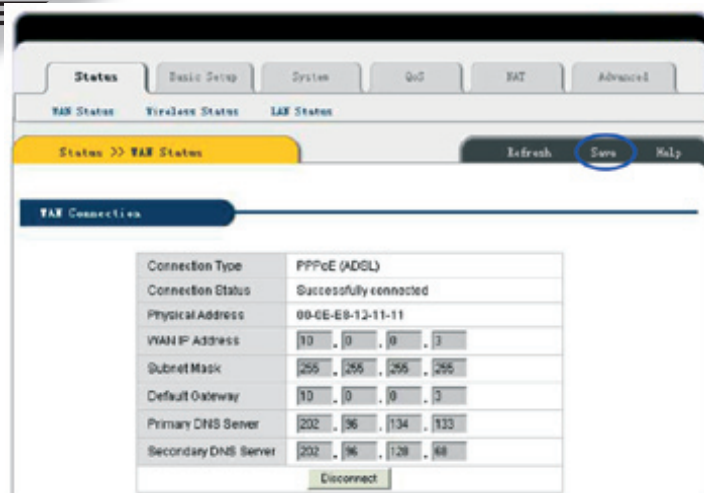 Status Basic Setup System QoS NAT Advanced
WAN Status Wireless Status LAN Status
Status >> WAN Status Refresh Save Help
WAN Connection
Connection Type PPPoE (ADSL)
Connection Status Successfully connected
Physical Address 00-0E-E8-12-11-11
WAN IP Address 10 . 0 . 0 . 3
Subnet Mask 255 . 255 . 255 . 255
Default Gateway 10 . 0 . 0 . 3
Primary DNS Server 202 . 96 . 134 . 133
Secondary DNS Server 202 . 96 . 128 . 68
Disconnect